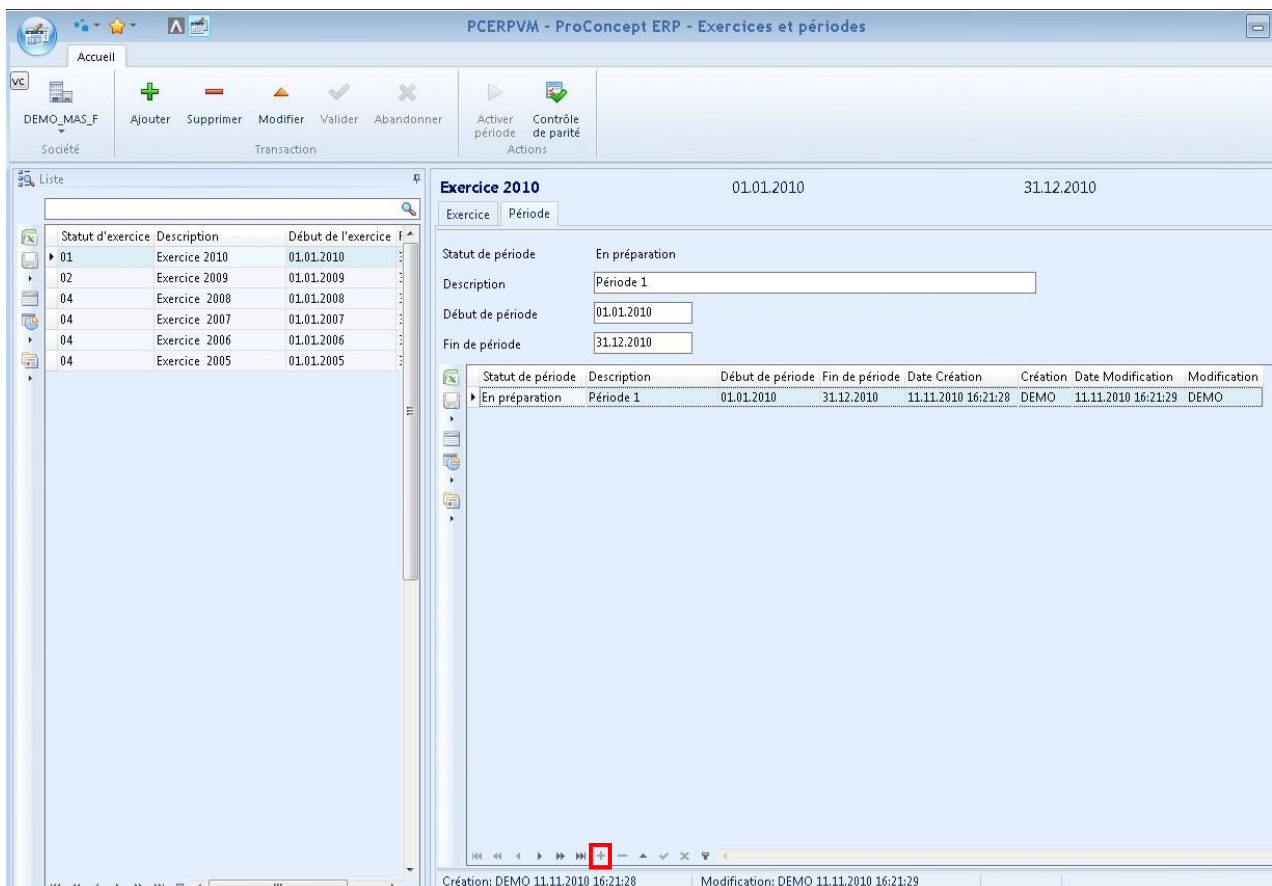 PCERPVM - ProConcept ERP - Exercices et périodes
Accueil
VC
DEMO_MAS_F
Ajouter Supprimer Modifier Valider Abandonner
Activer période
Contrôle de parité
Société Transaction Actions
Liste
Statut d'exercice Description Début de l'exercice
01 Exercice 2010 01.01.2010
02 Exercice 2009 01.01.2009
04 Exercice 2008 01.01.2008
04 Exercice 2007 01.01.2007
04 Exercice 2006 01.01.2006
04 Exercice 2005 01.01.2005
Exercice 2010 01.01.2010 31.12.2010
Exercice Période
Statut de période En préparation
Description Période 1
Début de période 01.01.2010
Fin de période 31.12.2010
Statut de période Description Début de période Fin de période Date Création Création Date Modification Modification
En préparation Période 1 01.01.2010 31.12.2010 11.11.2010 16:21:28 DEMO 11.11.2010 16:21:29 DEMO
Création: DEMO 11.11.2010 16:21:28 Modification: DEMO 11.11.2010 16:21:29